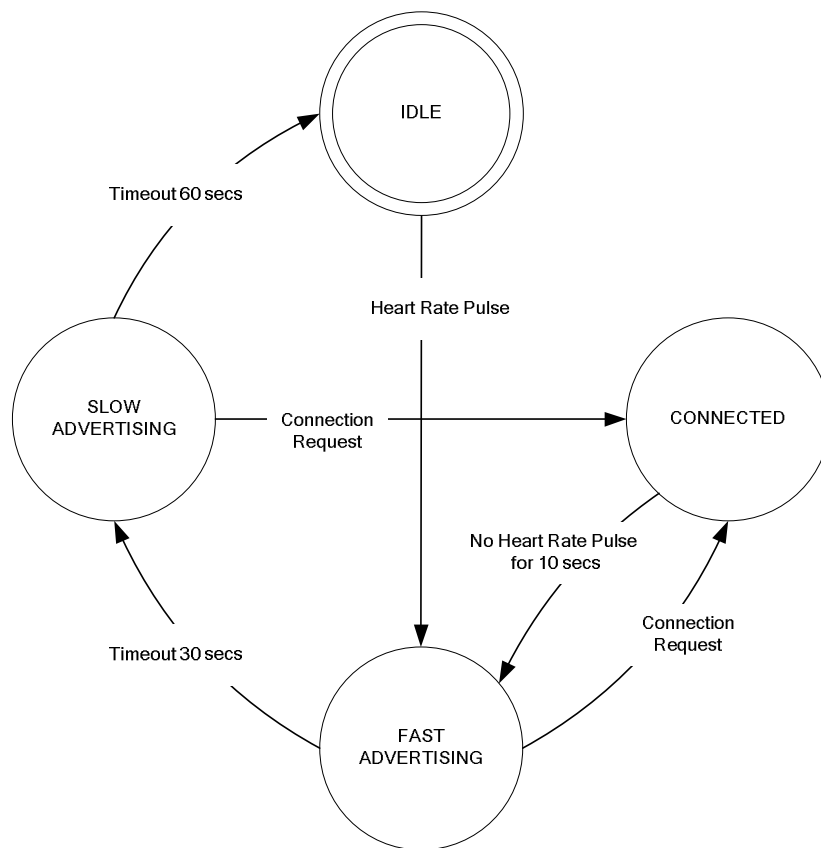 IDLE
Timeout 60 secs
Heart Rate Pulse
SLOW
ADVERTISING
Connection
Request
CONNECTED
No Heart Rate Pulse
for 10 secs
Connection
Request
Timeout 30 secs
FAST
ADVERTISING